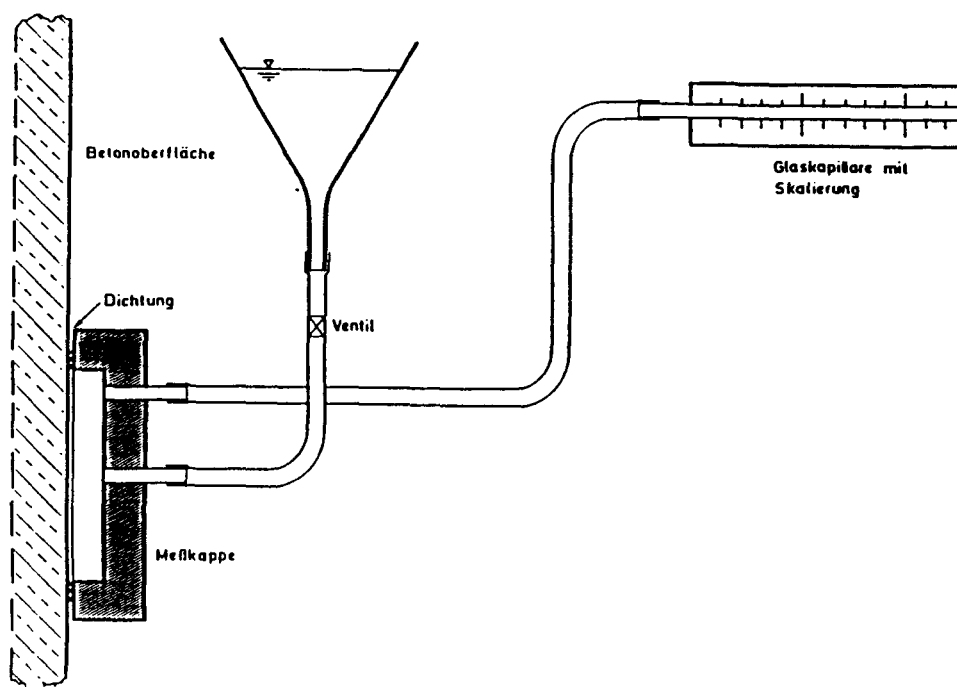 Betonoberfläche
Glaskapillare mit
Skalierung
Dichtung
Ventil
Meßkappe